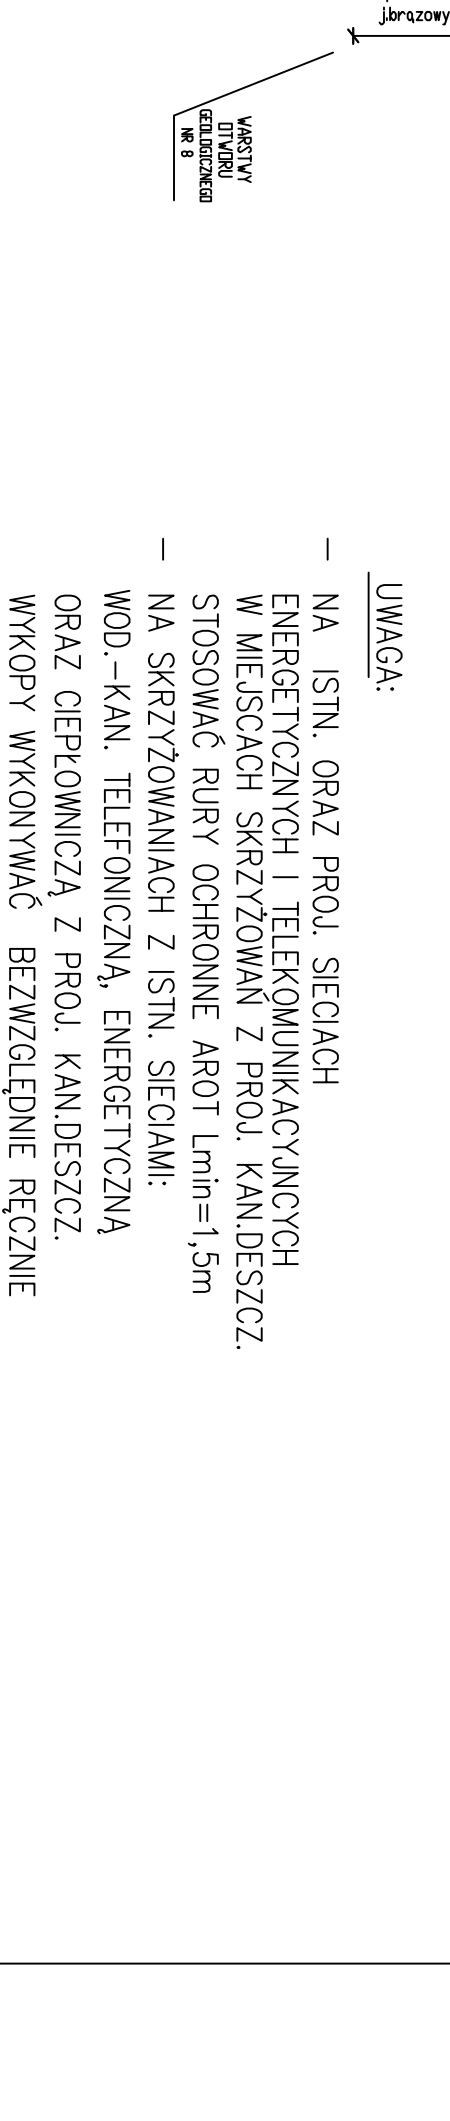 j.brązowy
WARSTWY
OTWORU
GEOLOGICZNEGO
NR 8
UWAGA:
— NA ISTN. ORAZ PROJ. SIECIACH
ENERGETYCZNYCH I TELEKOMUNIKACYJNCYCH
W MIEJSCACH SKRZYŻOWAŃ Z PROJ. KAN.DESZCZ.
STOSOWAĆ RURY OCHRONNE AROT Lmin=1,5m
— NA SKRZYŻOWANIACH Z ISTN. SIECIAMI:
WOD.-KAN. TELEFONICZNĄ, ENERGETYCZNĄ
ORAZ CIEPŁOWNICZĄ Z PROJ. KAN.DESZCZ.
WYKOPY WYKONYWAĆ BEZWZGLĘDNIE RĘCZNIE